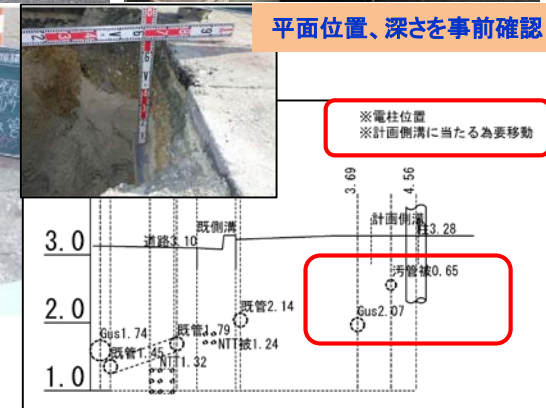 平面位置、深さを事前確認
※電柱位置
※計画側溝に当たる為要移動
3.69
4.56
計画側溝
柱3.28
既側溝
道路3.10
3.0
汚管被0.65
2.0
既管2.14
Gus2.07
Gus1.74
既管1.79
NTT被1.24
既管1.45
NTT1.32
1.0